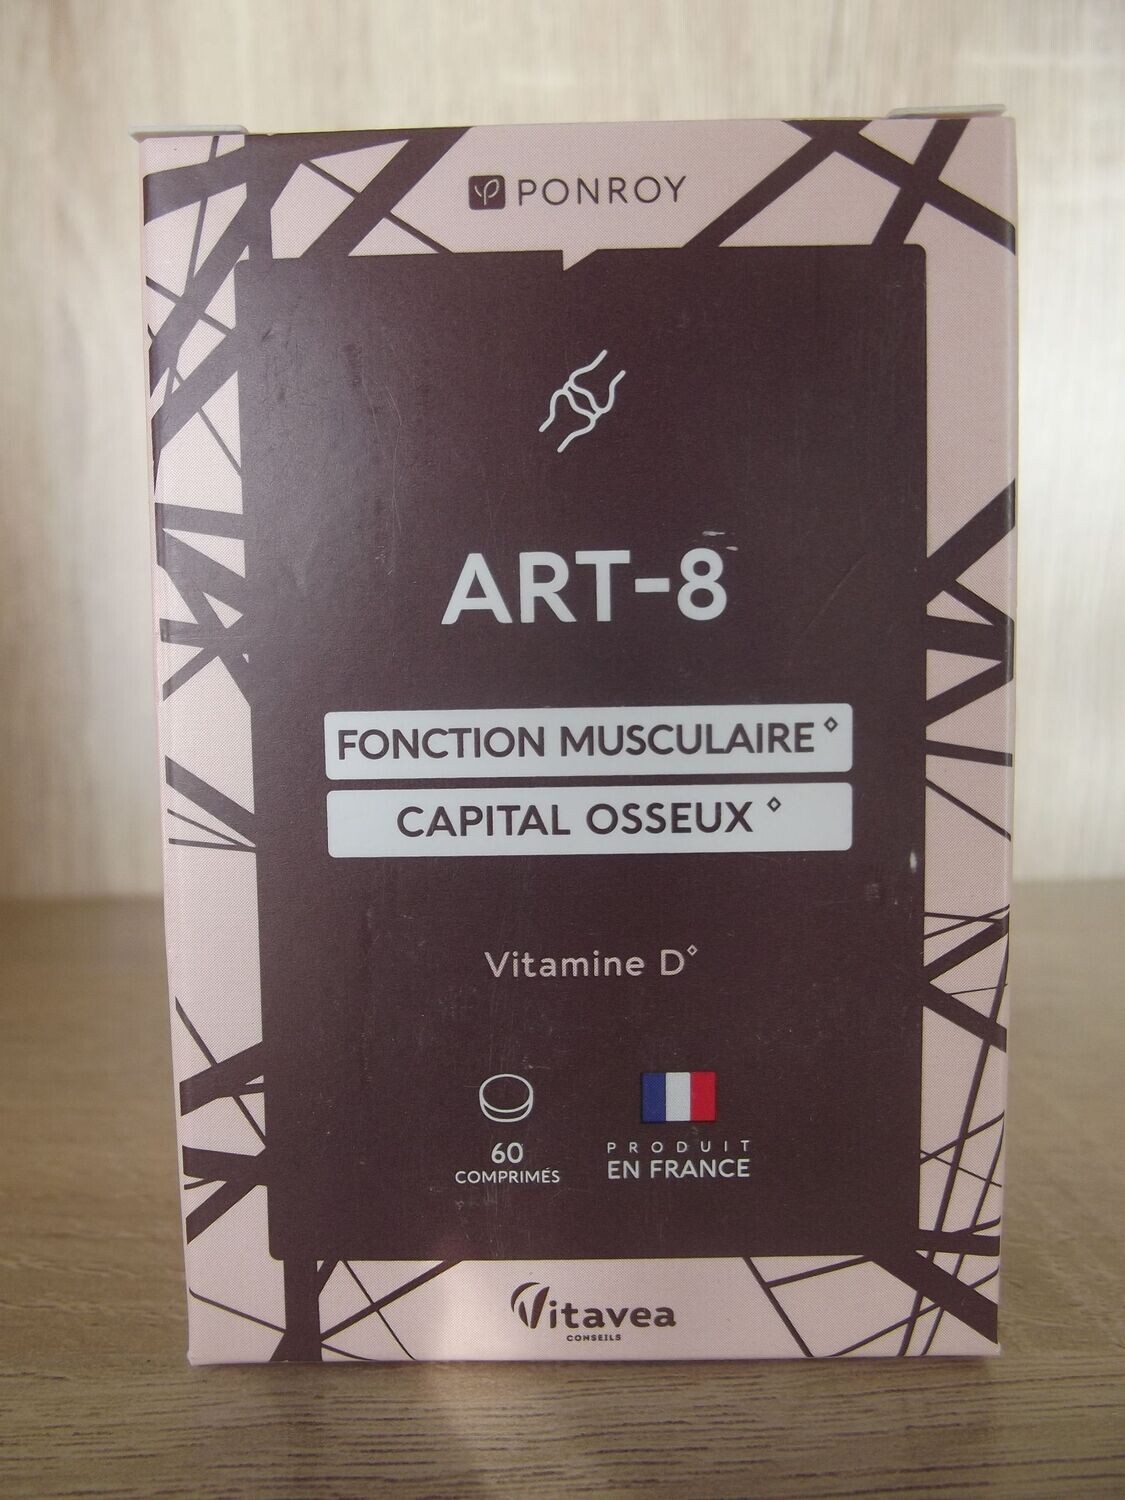 PONROY
ART-8
FONCTION MUSCULAIRE◊
CAPITAL OSSEUX◊
Vitamine D◊
60
COMPRIMÉS
PRODUIT
EN FRANCE
Vitavea
CONSEILS